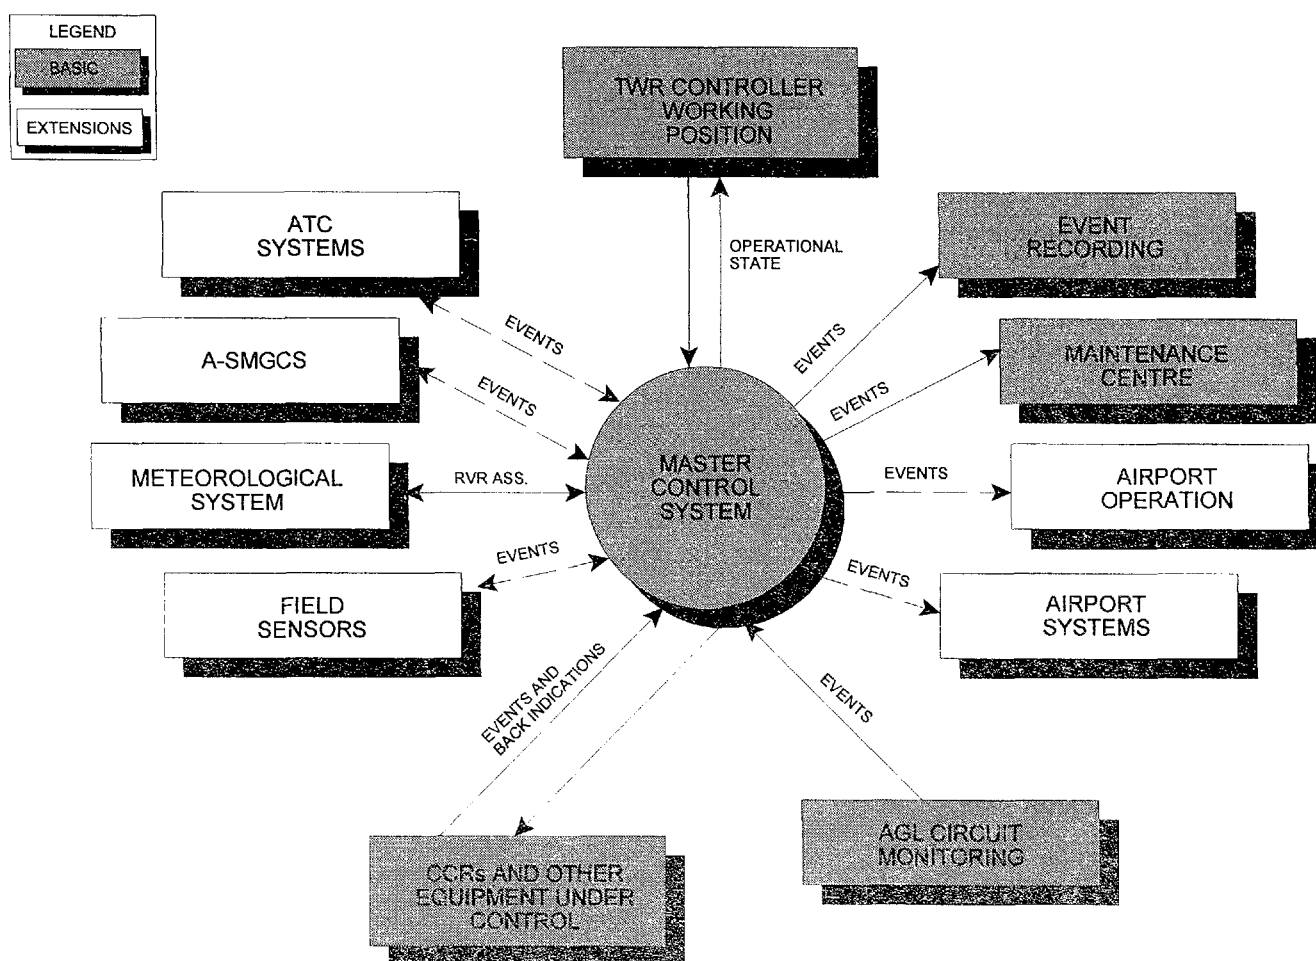 LEGEND
BASIC
EXTENSIONS
TWR CONTROLLER
WORKING
POSITION
ATC
SYSTEMS
EVENT
RECORDING
OPERATIONAL
STATE
EVENTS
EVENTS
A-SMGCS
MAINTENANCE
CENTRE
EVENTS
EVENTS
METEOROLOGICAL
SYSTEM
RVR ASS.
MASTER
CONTROL
SYSTEM
EVENTS
AIRPORT
OPERATION
FIELD
SENSORS
EVENTS
EVENTS
AIRPORT
SYSTEMS
EVENTS AND
BACK INDICATIONS
EVENTS
CCRs AND OTHER
EQUIPMENT UNDER
CONTROL
AGL CIRCUIT
MONITORING